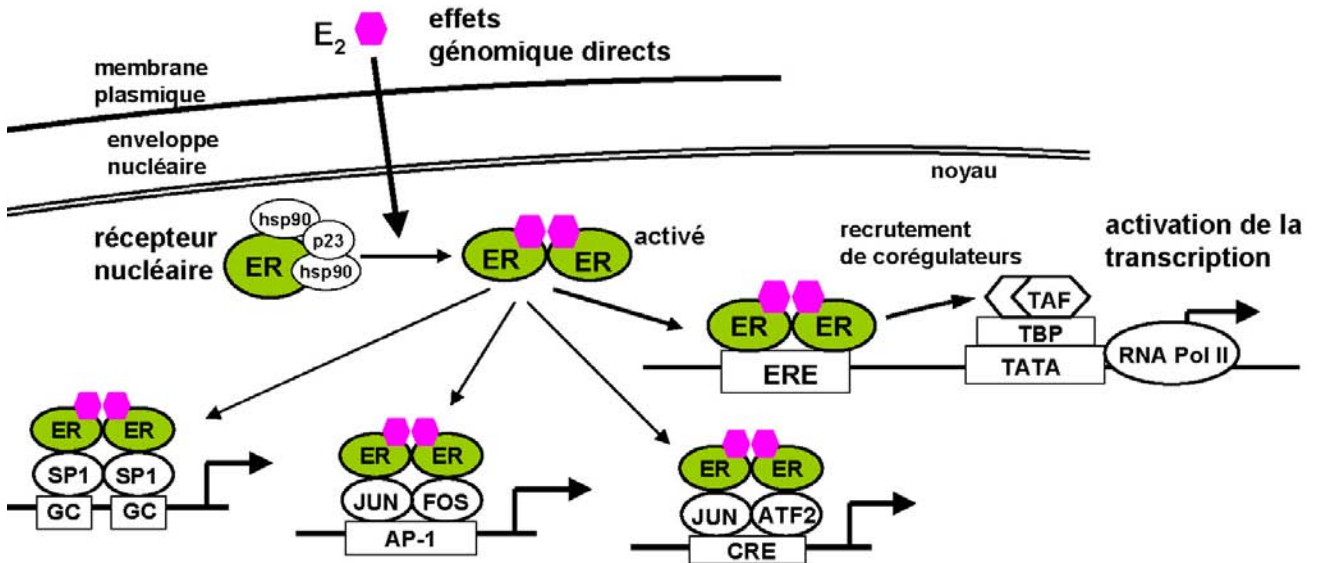 E2
effets
génomique directs
membrane
plasmique
enveloppe
nucléaire
noyau
récepteur
nucléaire
hsp90
p23
hsp90
ER
ER ER
activé
recrutement
de corégulateurs
activation de la
transcription
ER ER
ERE
TAF
TBP
TATA
RNA Pol II
ER ER
SP1 SP1
GC GC
ER ER
JUN FOS
AP-1
ER ER
JUN ATF2
CRE